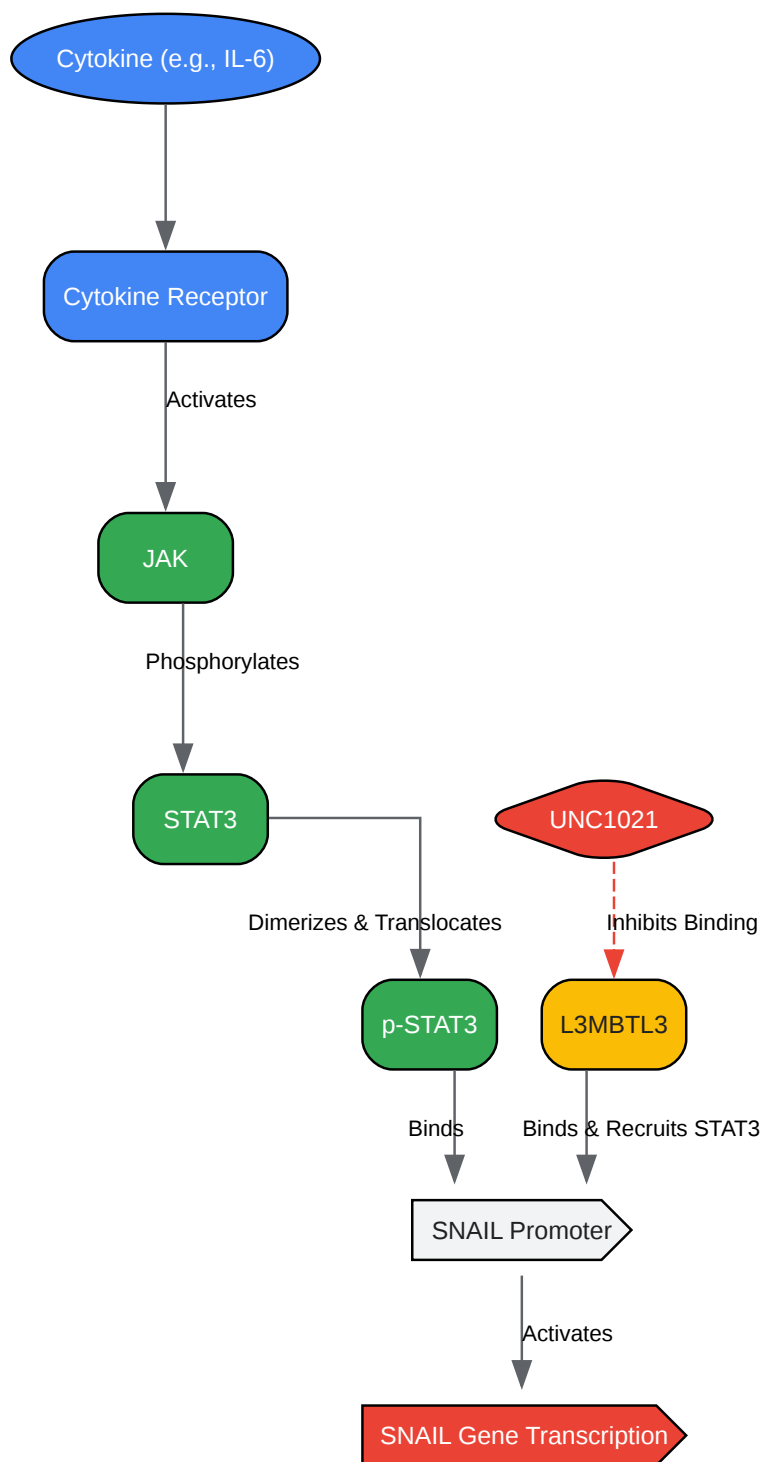 Cytokine (e.g., IL-6)
Cytokine Receptor
Activates
JAK
Phosphorylates
STAT3
UNC1021
Dimerizes & Translocates
Inhibits Binding
p-STAT3
L3MBTL3
Binds
Binds & Recruits STAT3
SNAIL Promoter
Activates
SNAIL Gene Transcription